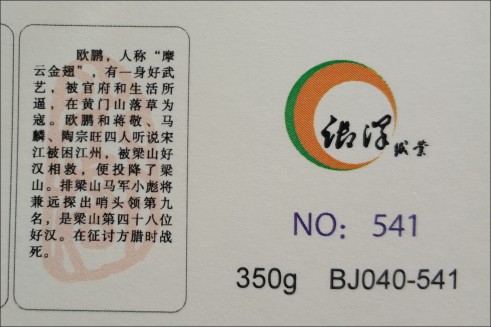 欧鹏，人称“摩
云金翅”，有一身好武
艺，被官府和生活所
逼，在黄门山落草为
寇。欧鹏和蒋敬、马
麟、陶宗旺四人听说宋
江被困江州，被梁山好
汉相救，便投降了梁
山。排梁山马军小彪将
兼远探出哨头领第九
名，是梁山第四十八位
好汉。在征讨方腊时战
死。
NO: 541
350g BJ040-541